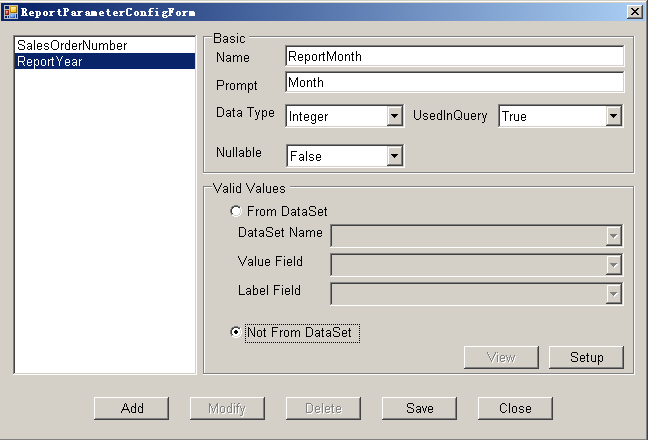 ReportParameterConfigForm
SalesOrderNumber
ReportYear
Basic
Name ReportMonth
Prompt Month
Data Type Integer UsedInQuery True
Nullable False
Valid Values
From DataSet
DataSet Name
Value Field
Label Field
Not From DataSet
View Setup
Add Modify Delete Save Close